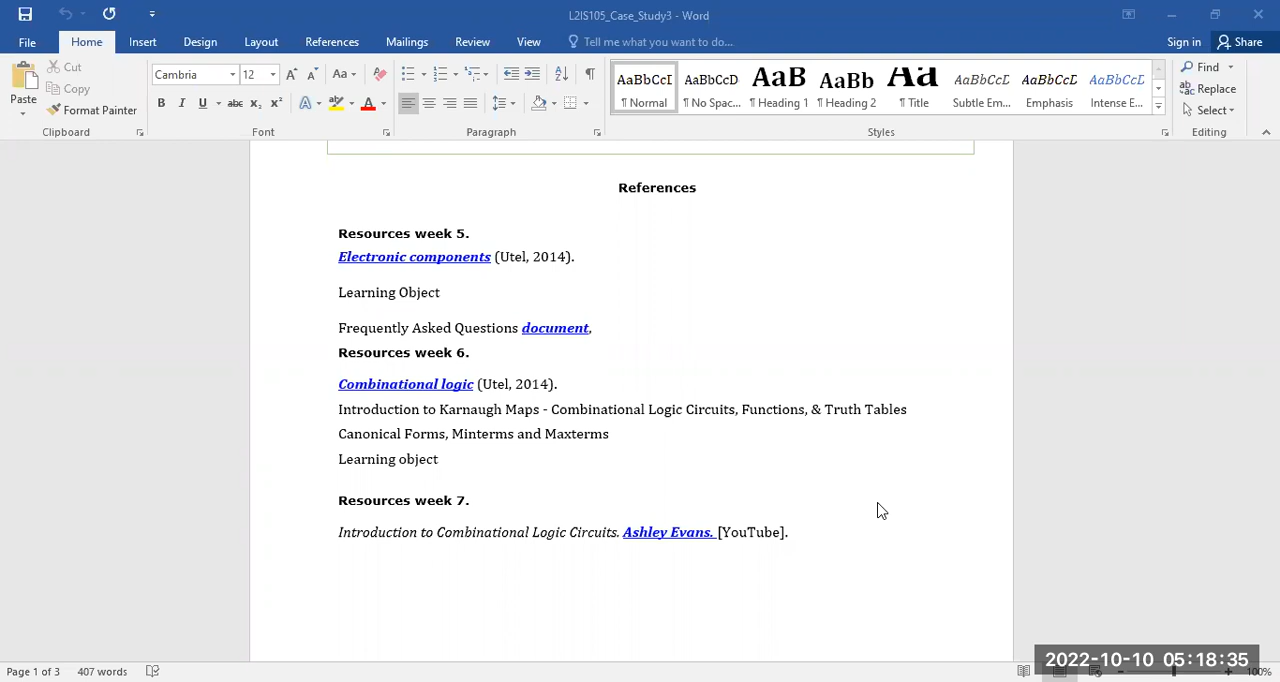 L2IS105_Case_Study3 - Word
File Home Insert Design Layout References Mailings Review View Tell me what you want to do... Sign in Share
Paste
Cut
Copy
Format Painter
Clipboard
Cambria 12
Font
Paragraph
AaBbCcI AaBbCcD AaB AaBb AaB AaBbCcD AaBbCcD AaBbCcD
¶ Normal ¶ No Spac... ¶ Heading 1 ¶ Heading 2 ¶ Title Subtle Em... Emphasis Intense E...
Styles
Find
Replace
Select
Editing
References
Resources week 5.
Electronic components (Utel, 2014).
Learning Object
Frequently Asked Questions document,
Resources week 6.
Combinational logic (Utel, 2014).
Introduction to Karnaugh Maps - Combinational Logic Circuits, Functions, & Truth Tables
Canonical Forms, Minterms and Maxterms
Learning object
Resources week 7.
Introduction to Combinational Logic Circuits. Ashley Evans. [YouTube].
Page 1 of 3 407 words
2022-10-10 05:18:35
100%